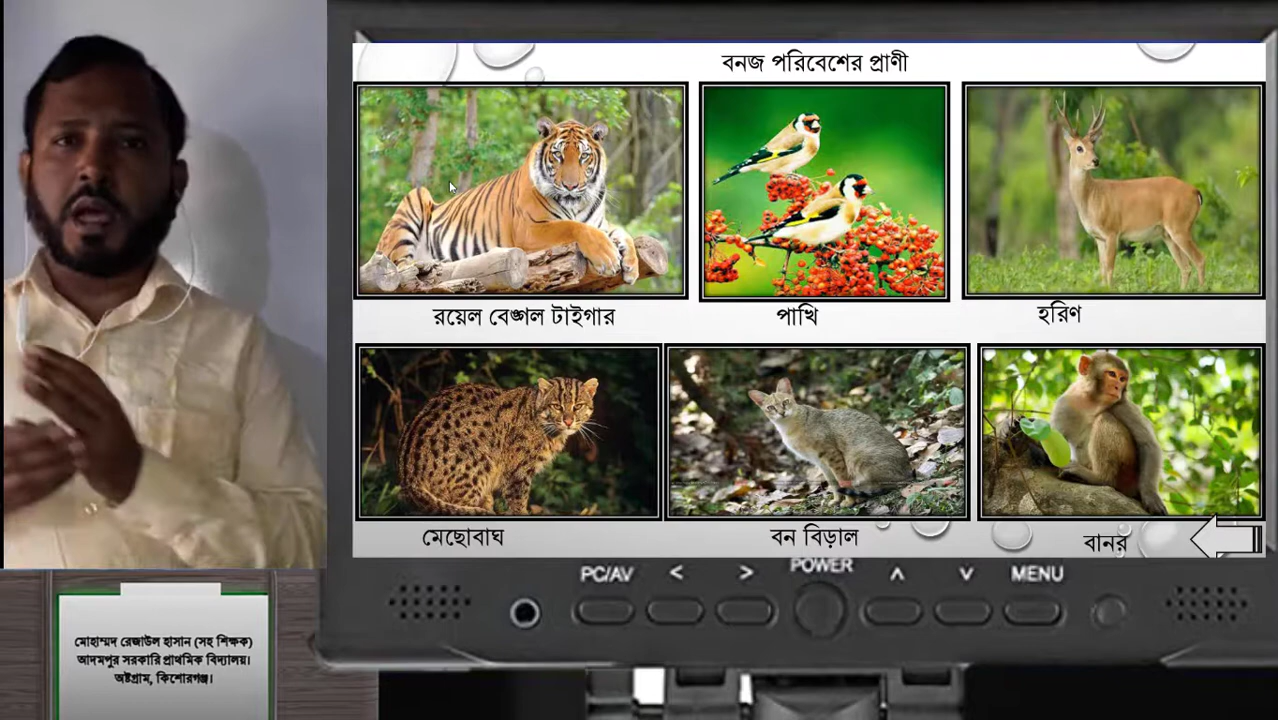 বনজ পরিবেশের প্রাণী
রয়েল বেঙ্গল টাইগার
পাখি
হরিণ
মেছোবাঘ
বন বিড়াল
বানর
PC/AV < > POWER ∧ ∨ MENU
মোহাম্মদ রেজাউল হাসান (সহ শিক্ষক)
আদমপুর সরকারি প্রাথমিক বিদ্যালয়।
অষ্টগ্রাম, কিশোরগঞ্জ।